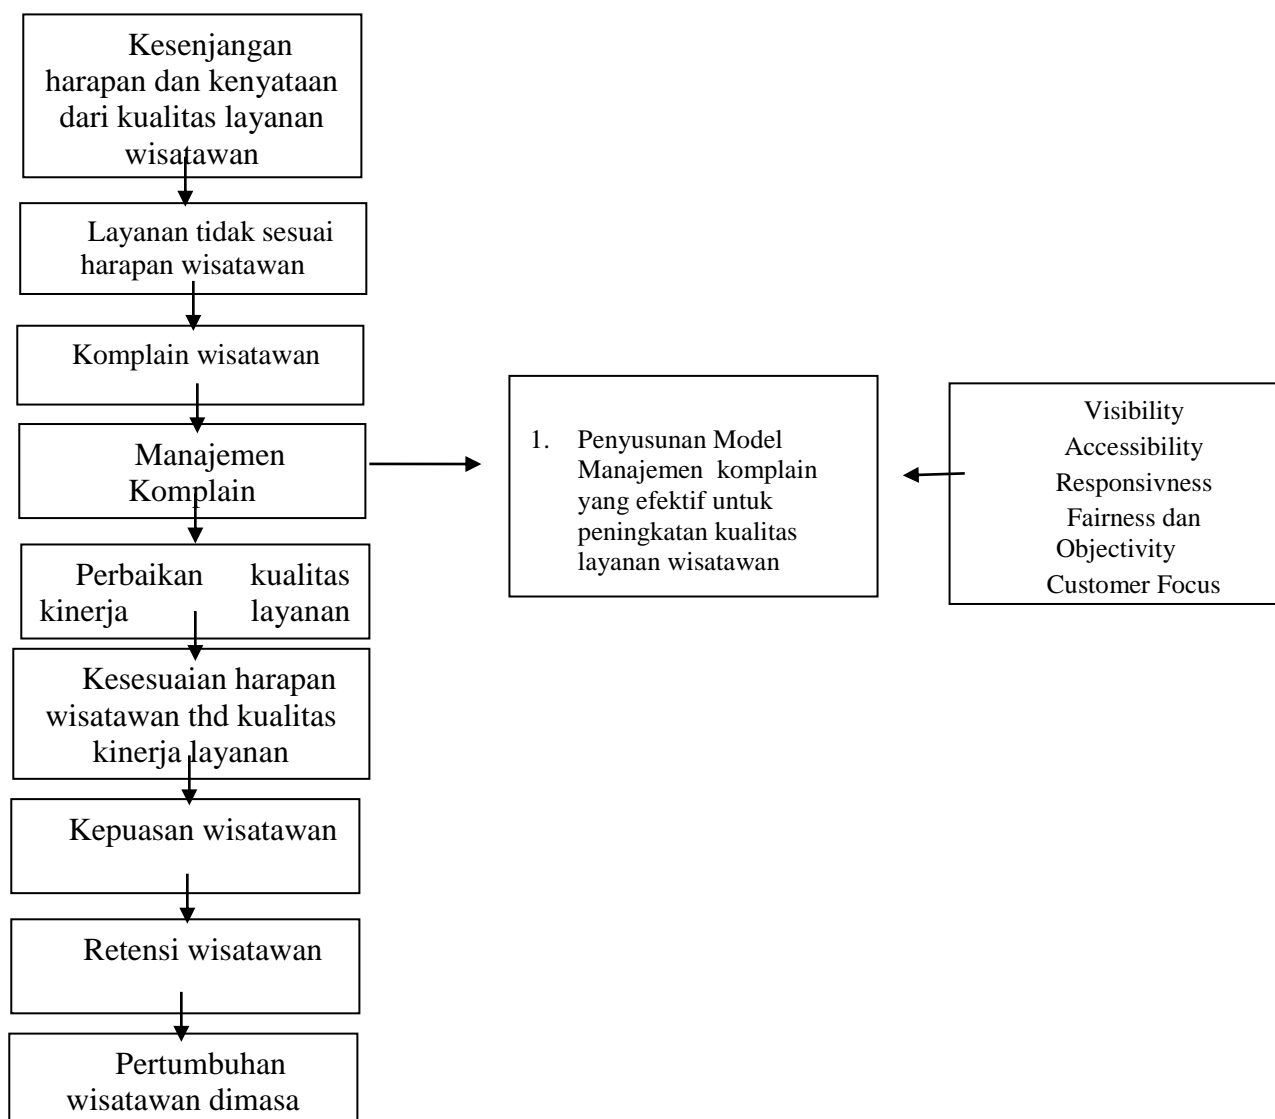 Kesenjangan
harapan dan kenyataan
dari kualitas layanan
wisatawan
Layanan tidak sesuai
harapan wisatawan
Komplain wisatawan
Manajemen
Komplain
Perbaikan kualitas
kinerja layanan
Kesesuaian harapan
wisatawan thd kualitas
kinerja layanan
Kepuasan wisatawan
Retensi wisatawan
Pertumbuhan
wisatawan dimasa
1. Penyusunan Model
Manajemen komplain
yang efektif untuk
peningkatan kualitas
layanan wisatawan
Visibility
Accessibility
Responsivness
Fairness dan
Objectivity
Customer Focus